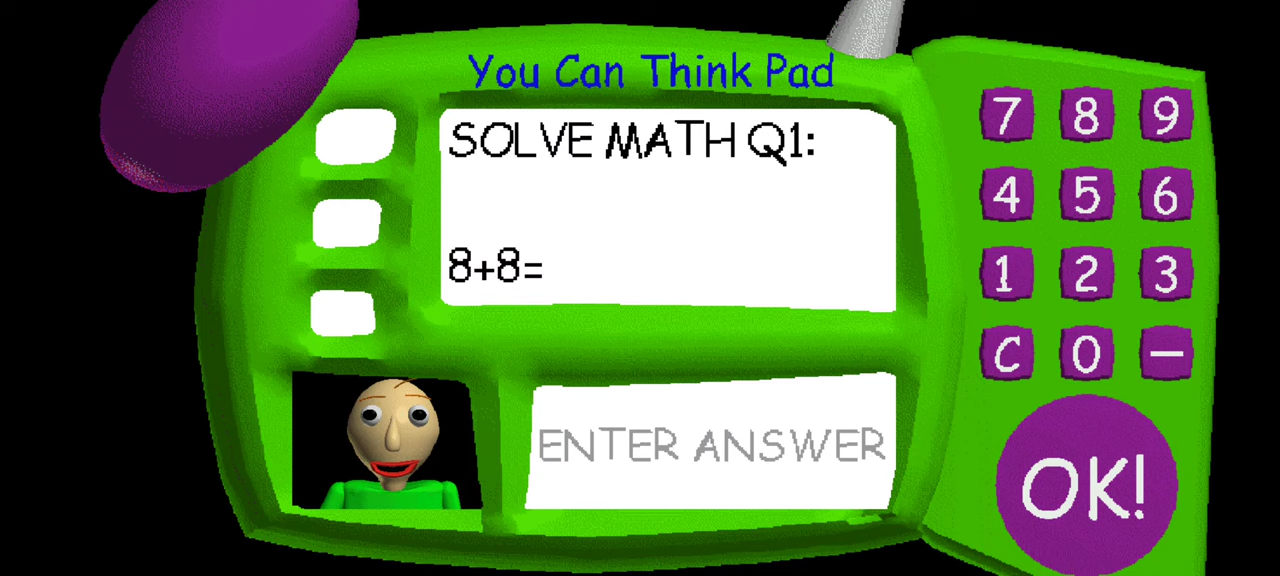 You Can Think Pad
SOLVE MATH Q1:
8+8=
ENTER ANSWER
7 8 9
4 5 6
1 2 3
C 0 —
OK!